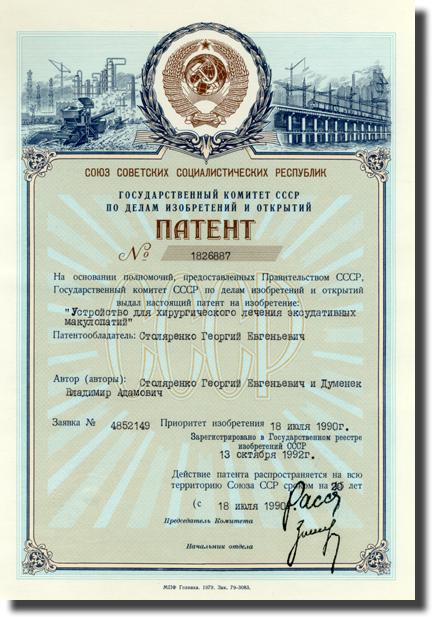 СОЮЗ СОВЕТСКИХ СОЦИАЛИСТИЧЕСКИХ РЕСПУБЛИК
ГОСУДАРСТВЕННЫЙ КОМИТЕТ СССР
ПО ДЕЛАМ ИЗОБРЕТЕНИЙ И ОТКРЫТИЙ
ПАТЕНТ
№ 1826887
СССР
На основании полномочий, предоставленных Правительством СССР,
Государственный комитет СССР по делам изобретений и открытий
выдал настоящий патент на изобретение:
"Устройство для хирургического лечения эксудативных
макулопатий"
Патентообладатель: Столяренко Георгий Евгеньевич
Автор (авторы): Столяренко Георгий Евгеньевич и Думенек
Владимир Адамович
Заявка № 4852149 Приоритет изобретения 18 июля 1990г.
Зарегистрировано в Государственном реестре
изобретений СССР
13 октября 1992г.
Действие патента распространяется на всю
территорию Союза ССР сроком на 20 лет
(с 18 июля 1990
Председатель Комитета
Начальник отдела
МПФ Гознака. 1979. Зак. 79-3083.